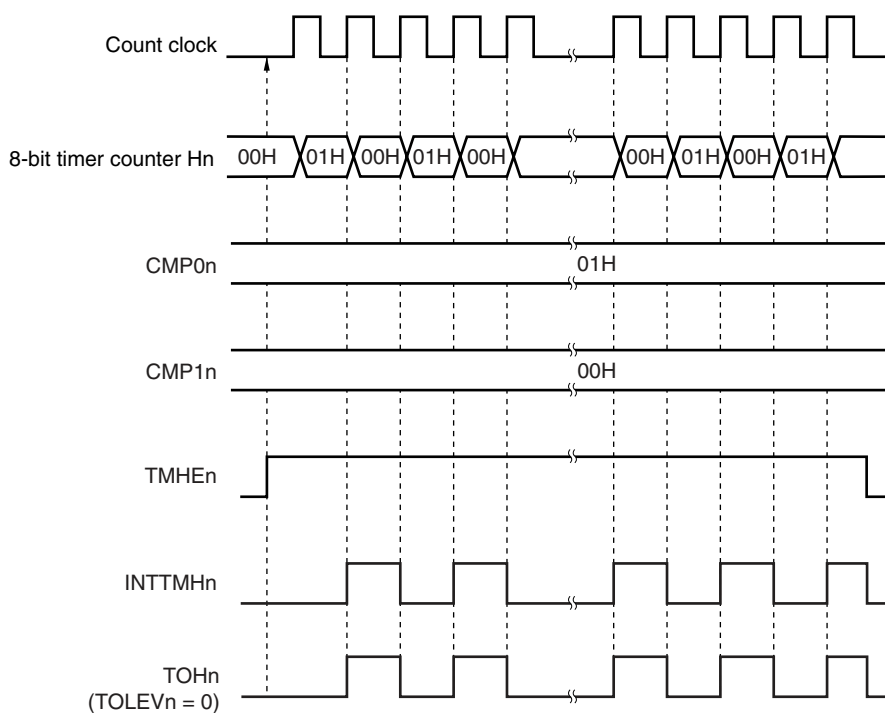 Count clock
8-bit timer counter Hn 00H 01H 00H 01H 00H 00H 01H 00H 01H
CMP0n 01H
CMP1n 00H
TMHEn
INTTMHn
TOHn
(TOLEVn = 0)